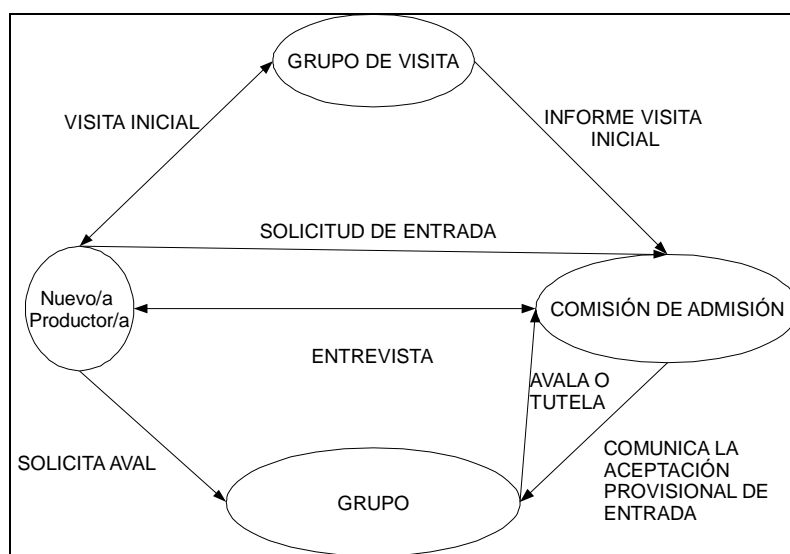 GRUPO DE VISITA
VISITA INICIAL
INFORME VISITA
INICIAL
SOLICITUD DE ENTRADA
Nuevo/a
Productor/a
COMISIÓN DE ADMISIÓN
ENTREVISTA
AVALA O
TUTELA
SOLICITA AVAL
COMUNICA LA
ACEPTACIÓN
PROVISIONAL DE
ENTRADA
GRUPO